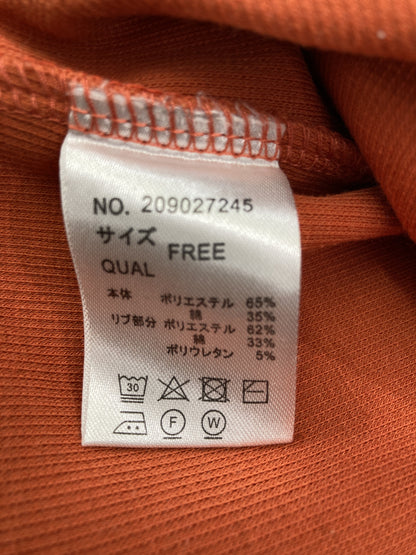 NO. 209027245
サイズ FREE
QUAL
本体 ポリエステル 65%
綿 35%
リブ部分 ポリエステル 62%
綿 33%
ポリウレタン 5%
30
F W